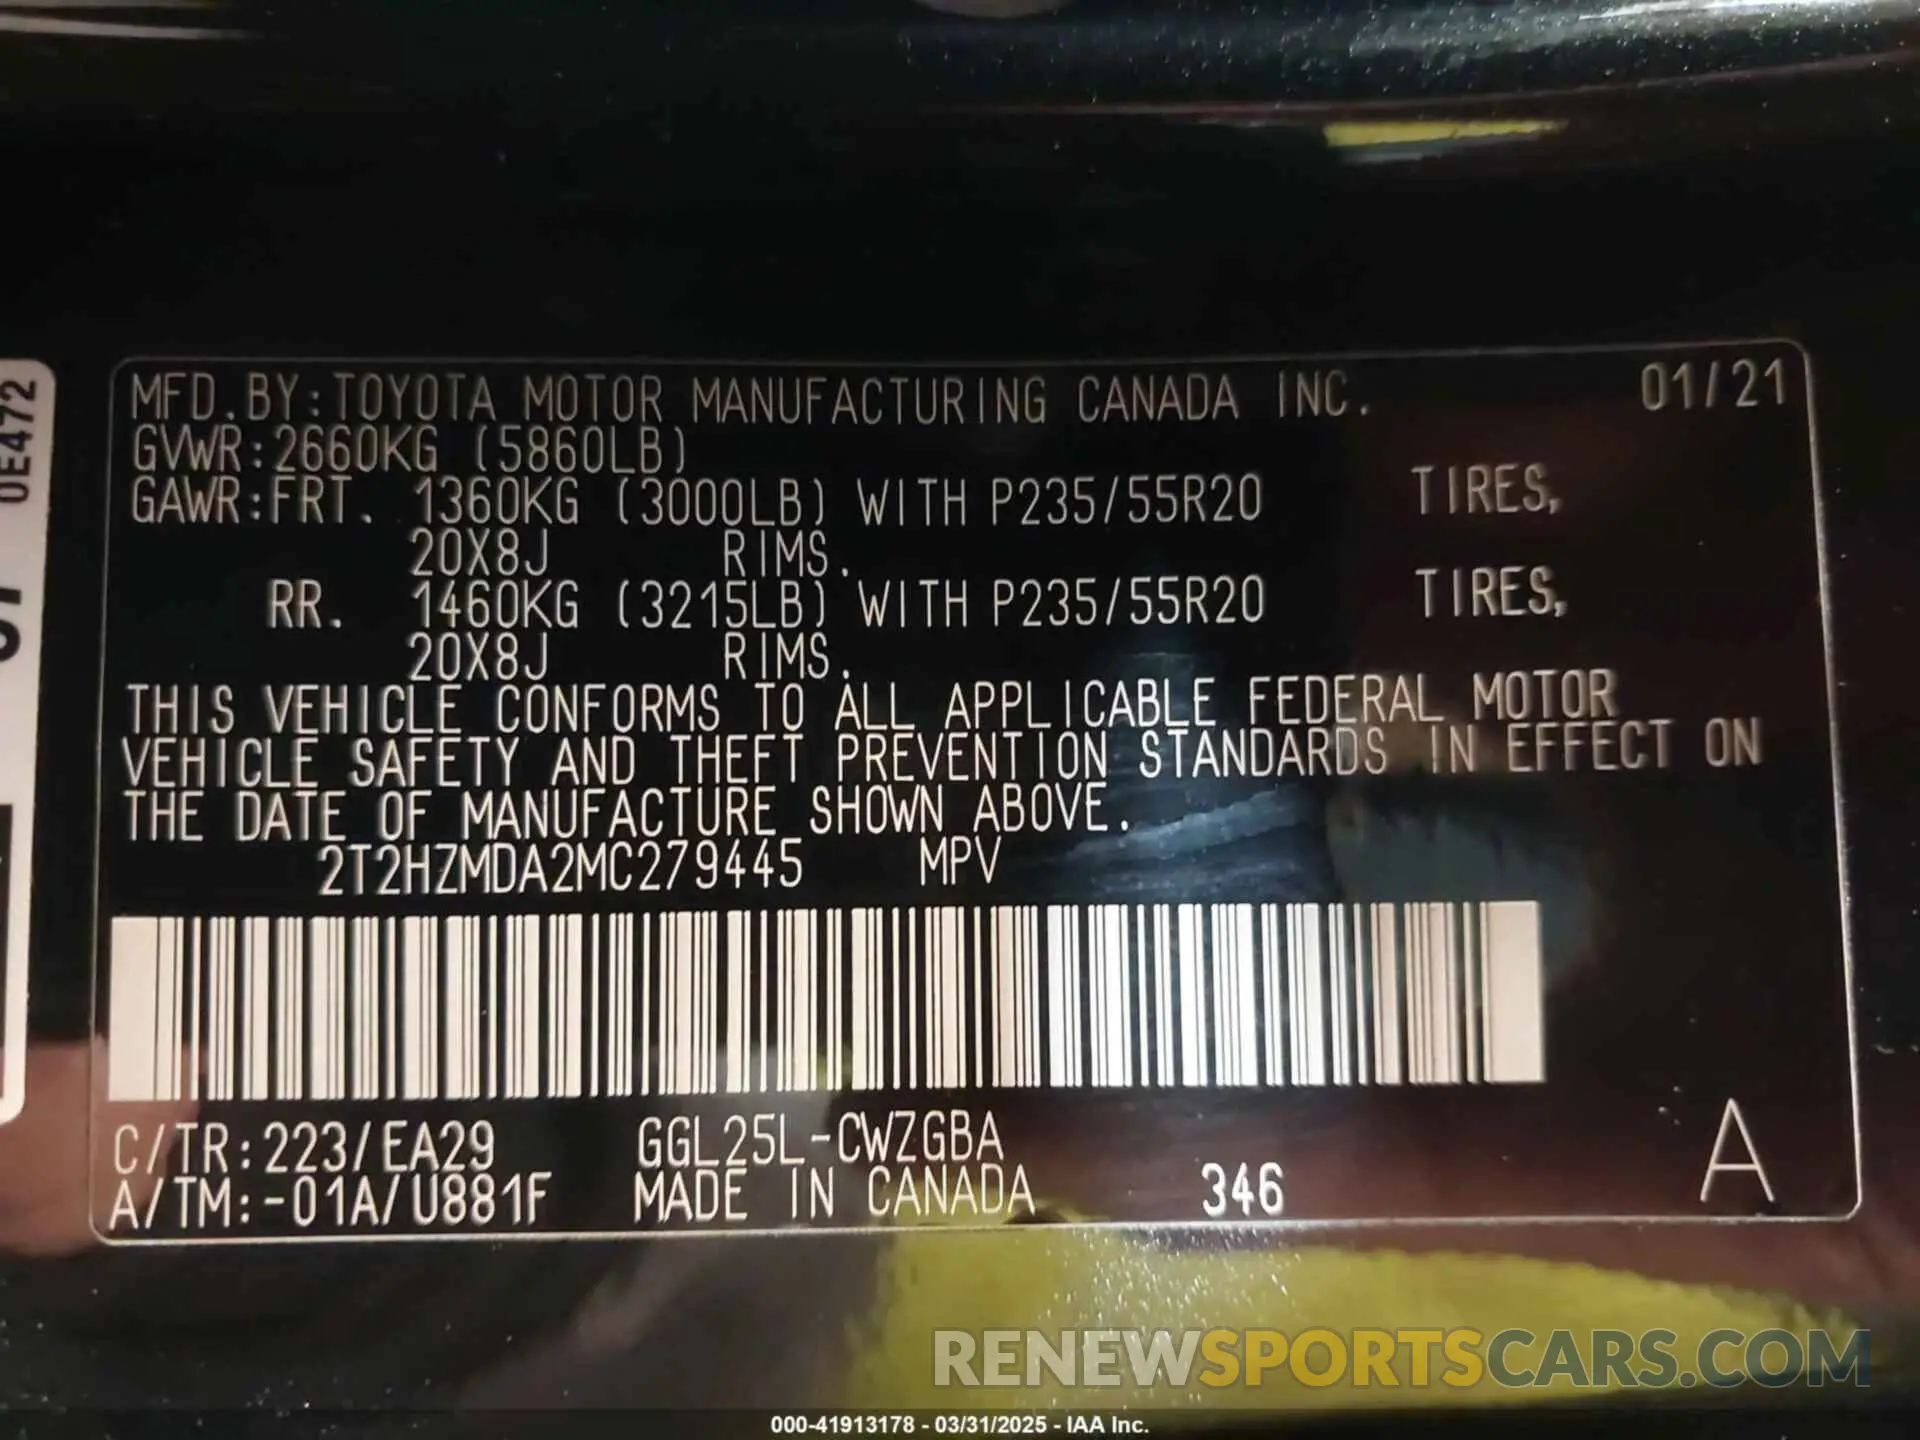 MFD.BY:TOYOTA MOTOR MANUFACTURING CANADA INC. 01/21
GVWR:2660KG (5860LB)
GAWR:FRT. 1360KG (3000LB) WITH P235/55R20 TIRES,
20X8J RIMS.
RR. 1460KG (3215LB) WITH P235/55R20 TIRES,
20X8J RIMS.
THIS VEHICLE CONFORMS TO ALL APPLICABLE FEDERAL MOTOR
VEHICLE SAFETY AND THEFT PREVENTION STANDARDS IN EFFECT ON
THE DATE OF MANUFACTURE SHOWN ABOVE.
2T2HZMDA2MC279445 MPV
C/TR:223/EA29 GGL25L-CWZGBA
A/TM:-01A/U881F MADE IN CANADA 346 A
0E472
RENEWSPORTSCARS.COM
000-41913178 - 03/31/2025 - IAA Inc.